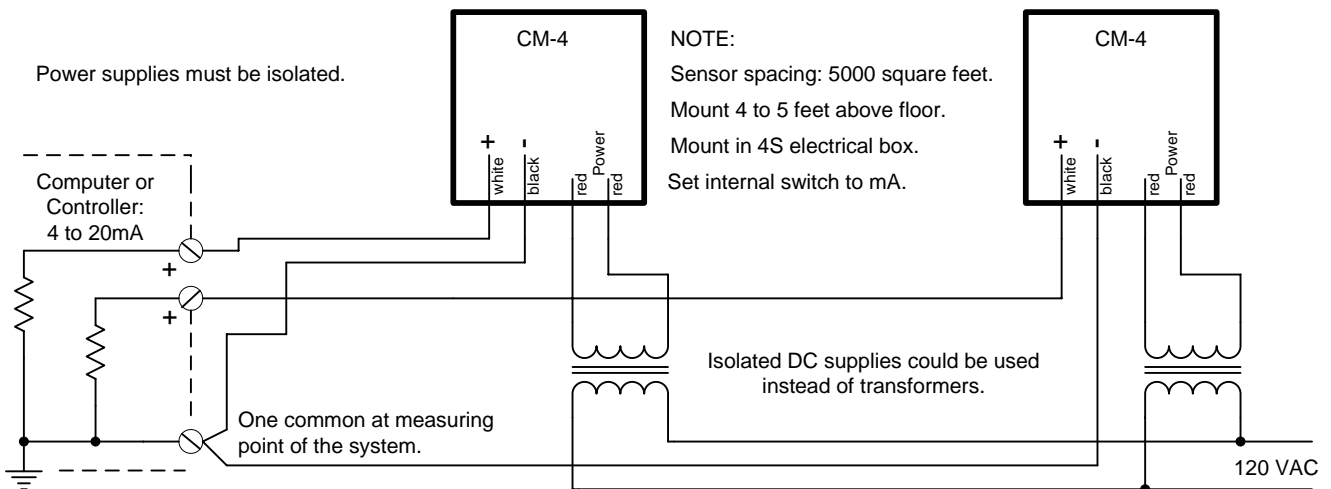 Power supplies must be isolated.
CM-4
+
-
white
black
red
Power
red
NOTE:
Sensor spacing: 5000 square feet.
Mount 4 to 5 feet above floor.
Mount in 4S electrical box.
Set internal switch to mA.
CM-4
+
-
white
black
red
Power
red
Computer or
Controller:
4 to 20mA
+
+
Isolated DC supplies could be used
instead of transformers.
One common at measuring
point of the system.
120 VAC